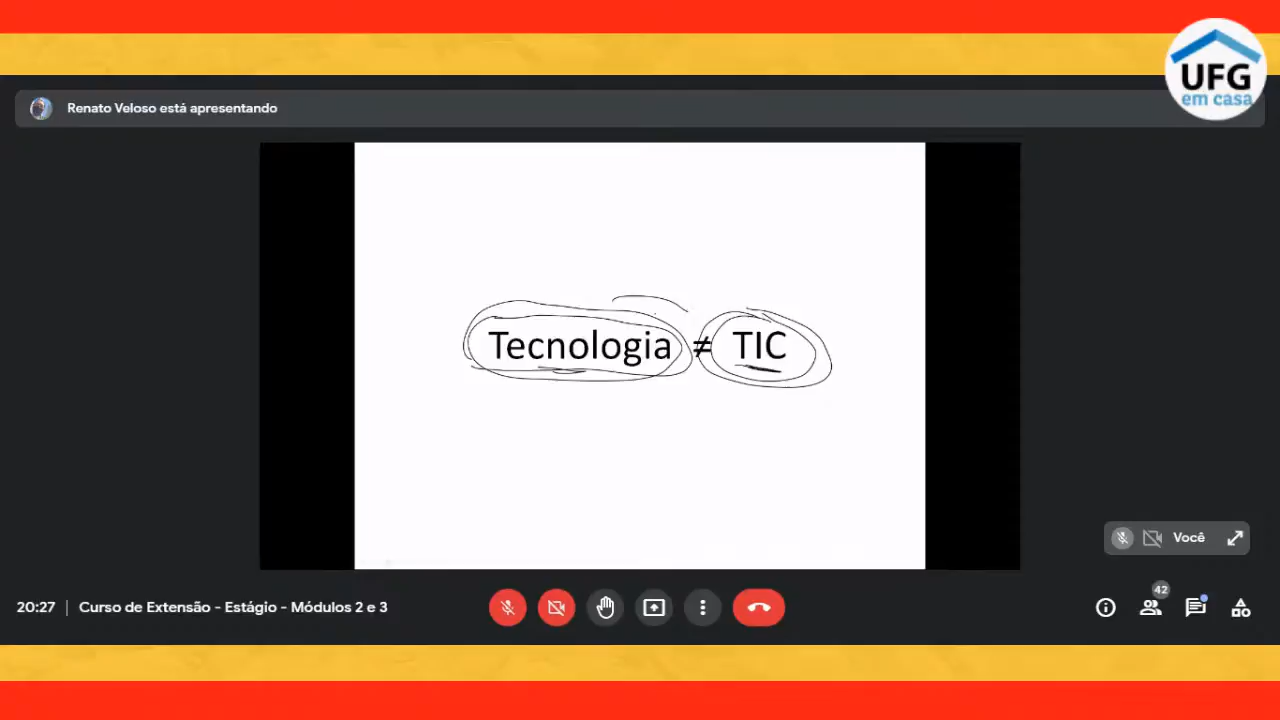 UFG
em casa
Renato Veloso está apresentando
Tecnologia ≠ TIC
Você
20:27 | Curso de Extensão - Estágio - Módulos 2 e 3
42